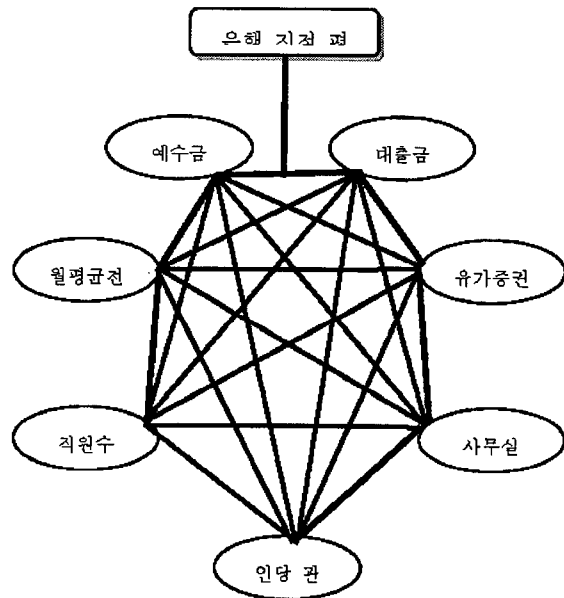 은행 지점 평
예수금
대출금
월평균전
유가증권
직원수
사무실
인당 관